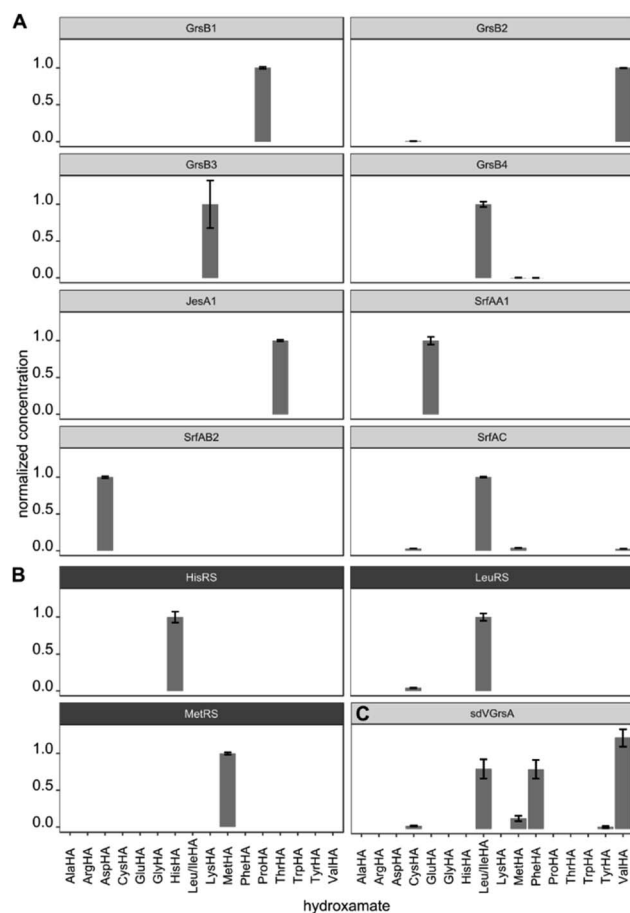 A
GrsB1
GrsB2
1.0
0.5
0.0
GrsB3
GrsB4
1.0
0.5
0.0
JesA1
SrfAA1
1.0
0.5
0.0
SrfAB2
SrfAC
1.0
0.5
0.0
normalized concentration
B
HisRS
LeuRS
1.0
0.5
0.0
MetRS
C
sdVGrsA
1.0
0.5
0.0
AlaHA
ArgHA
AspHA
CysHA
GluHA
GlyHA
HisHA
Leu/IleHA
LysHA
MetHA
PheHA
ProHA
ThrHA
TrpHA
TyrHA
ValHA
AlaHA
ArgHA
AspHA
CysHA
GluHA
GlyHA
HisHA
Leu/IleHA
LysHA
MetHA
PheHA
ProHA
ThrHA
TrpHA
TyrHA
ValHA
hydroxamate